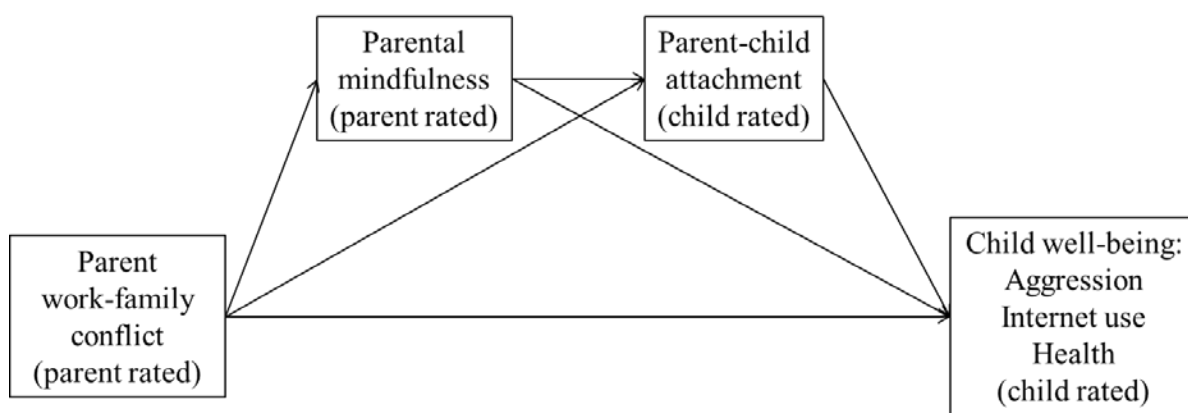 Parental
mindfulness
(parent rated)
Parent-child
attachment
(child rated)
Parent
work-family
conflict
(parent rated)
Child well-being:
Aggression
Internet use
Health
(child rated)